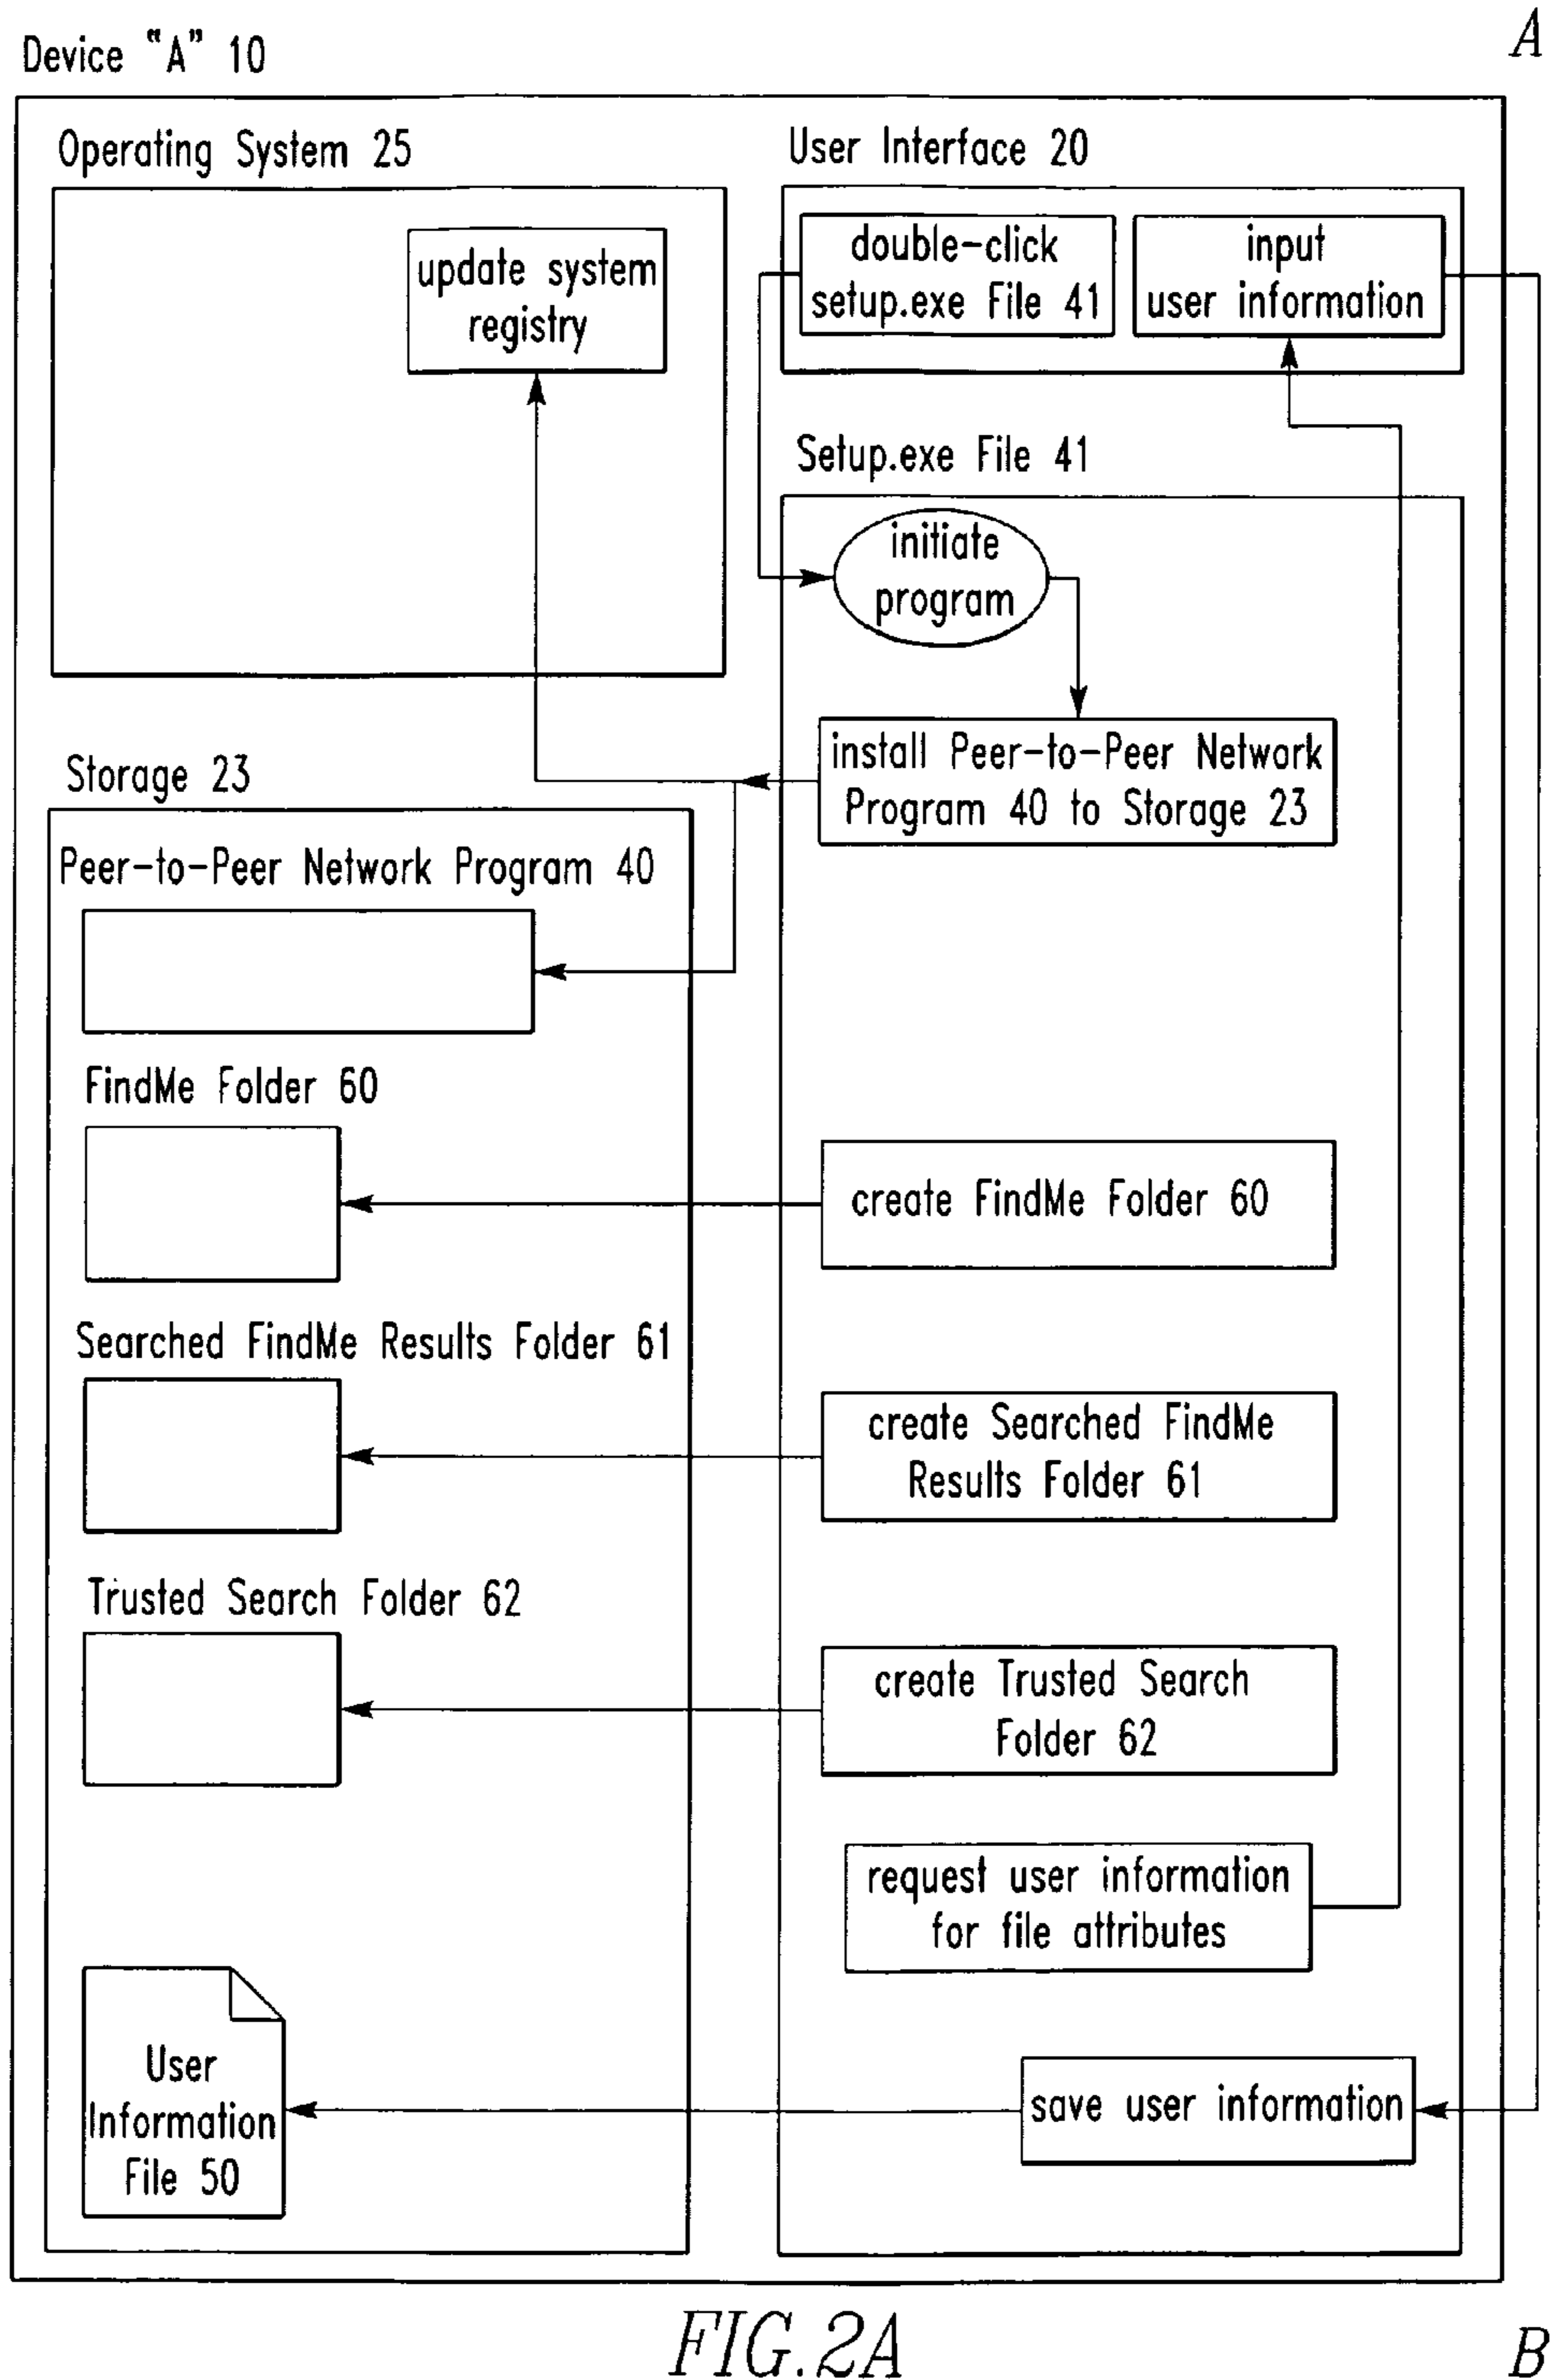 A
Device "A" 10
Operating System 25
User Interface 20
update system
registry
double-click
setup.exe File 41
input
user information
Setup.exe File 41
initiate
program
install Peer-to-Peer Network
Program 40 to Storage 23
Storage 23
Peer-to-Peer Network Program 40
FindMe Folder 60
create FindMe Folder 60
Searched FindMe Results Folder 61
create Searched FindMe
Results Folder 61
Trusted Search Folder 62
create Trusted Search
Folder 62
request user information
for file attributes
User
Information
File 50
save user information
FIG.2A
B